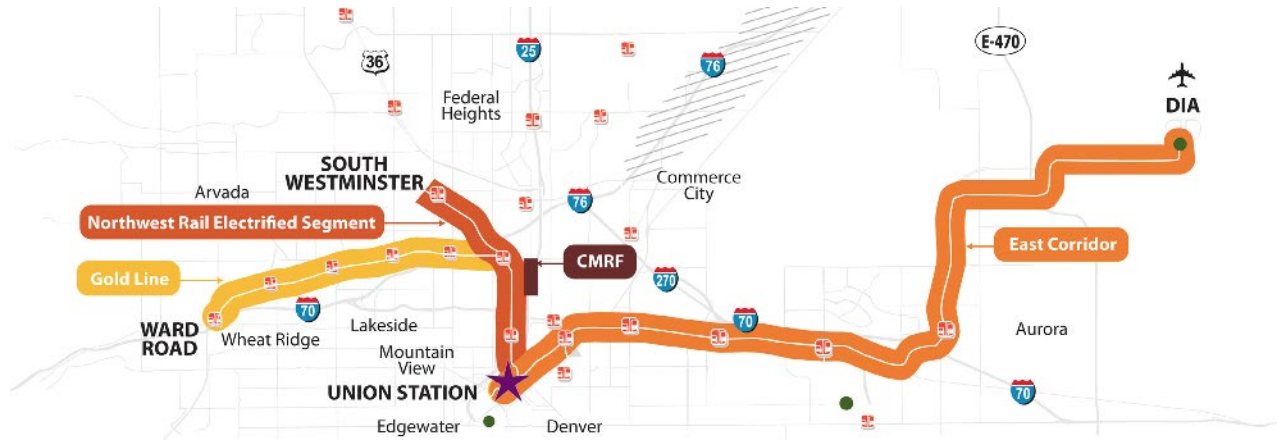 36
25
76
E-470
DIA
Federal
Heights
SOUTH
WESTMINSTER
Commerce
City
Arvada
76
Northwest Rail Electrified Segment
East Corridor
CMRF
Gold Line
270
70
70
WARD
ROAD
Wheat Ridge
Lakeside
Aurora
Mountain
View
UNION STATION
70
Edgewater
Denver